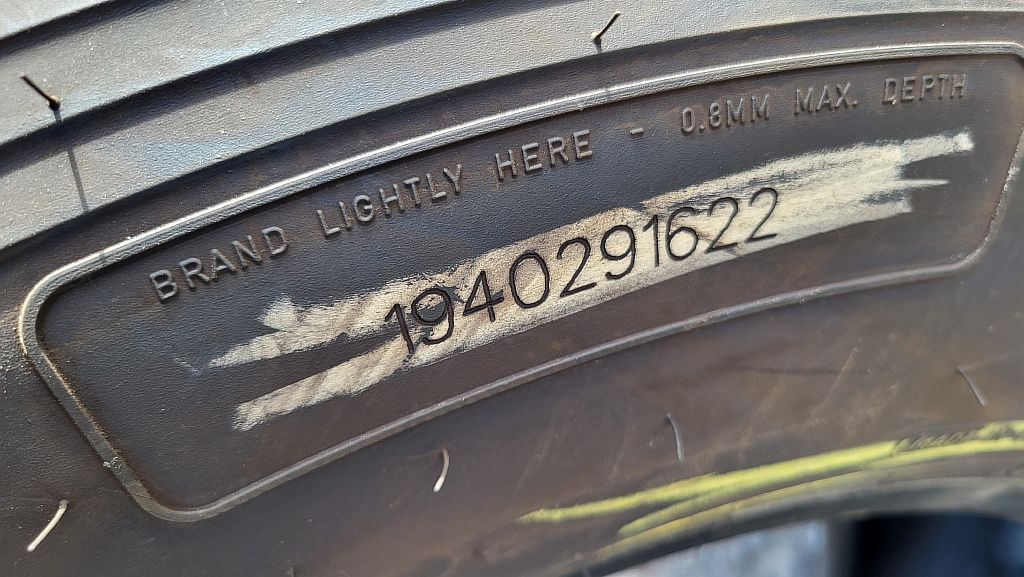 BRAND LIGHTLY HERE - 0.8MM MAX. DEPTH
1940291622